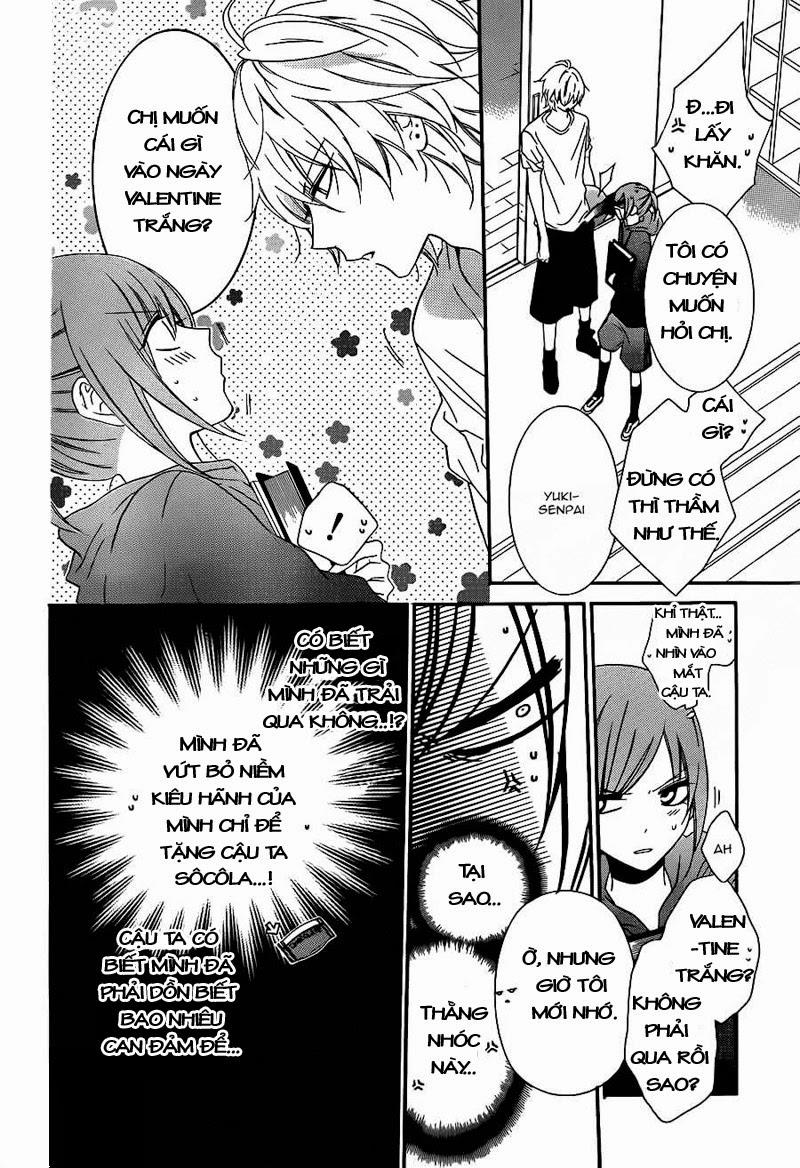 Đ...ĐI
LẤY
KHĂN.
TÔI CÓ
CHUYỆN
MUỐN
HỎI CHỊ.
CÁI
GÌ?
ĐỪNG CÓ
THÌ THẦM
NHƯ THẾ.
YUKI-
SENPAI
CHỊ MUỐN
CÁI GÌ
VÀO NGÀY
VALENTINE
TRẮNG?
!
KHỈ THẬT...
MÌNH ĐÃ
NHÌN VÀO
MẮT
CẬU TA.
AH
VALEN
-TINE
TRẮNG?
KHÔNG
PHẢI
QUA RỒI
SAO?
Ờ, NHƯNG
GIỜ TÔI
MỚI NHỚ.
TẠI
SAO...
THẰNG
NHÓC
NÀY...
CÓ BIẾT
NHỮNG GÌ
MÌNH ĐÃ TRẢI
QUA KHÔNG..!?
MÌNH ĐÃ
VỨT BỎ NIỀM
KIÊU HÃNH CỦA
MÌNH CHỈ ĐỂ
TẶNG CẬU TA
SÔCÔLA...!
CẬU TA CÓ
BIẾT MÌNH ĐÃ
PHẢI DỒN BIẾT
BAO NHIÊU
CAN ĐẢM ĐỂ...